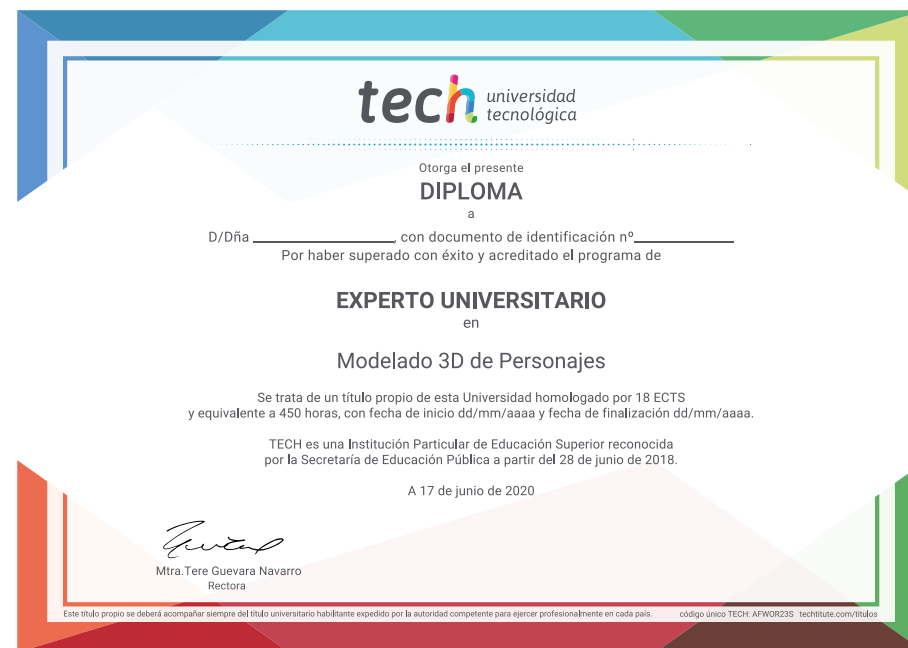 tech universidad
tecnológica
Otorga el presente
DIPLOMA
a
D/Dña ____________________, con documento de identificación nº______________
Por haber superado con éxito y acreditado el programa de
EXPERTO UNIVERSITARIO
en
Modelado 3D de Personajes
Se trata de un título propio de esta Universidad homologado por 18 ECTS
y equivalente a 450 horas, con fecha de inicio dd/mm/aaaa y fecha de finalización dd/mm/aaaa.
TECH es una Institución Particular de Educación Superior reconocida
por la Secretaría de Educación Pública a partir del 28 de junio de 2018.
A 17 de junio de 2020
Mtra.Tere Guevara Navarro
Rectora
Este título propio se deberá acompañar siempre del título universitario habilitante expedido por la autoridad competente para ejercer profesionalmente en cada país. código único TECH: AFWOR23S techtitute.com/titulos